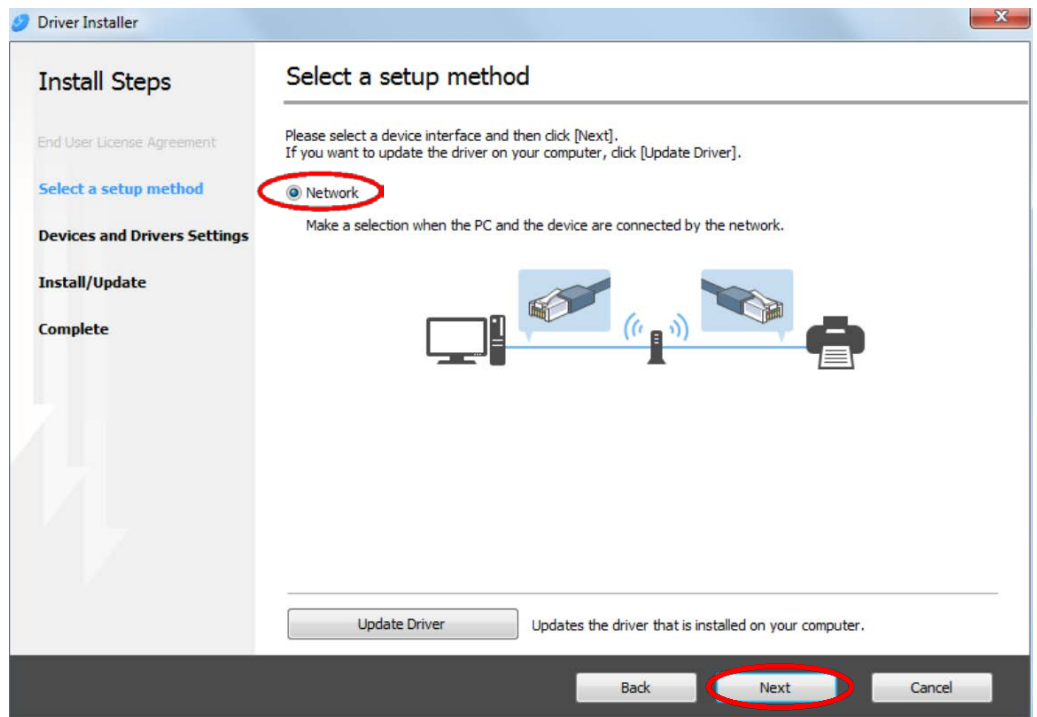 Driver Installer
Install Steps
End User License Agreement
Select a setup method
Devices and Drivers Settings
Install/Update
Complete
Select a setup method
Please select a device interface and then click [Next].
If you want to update the driver on your computer, click [Update Driver].
Network
Make a selection when the PC and the device are connected by the network.
Update Driver
Updates the driver that is installed on your computer.
Back
Next
Cancel